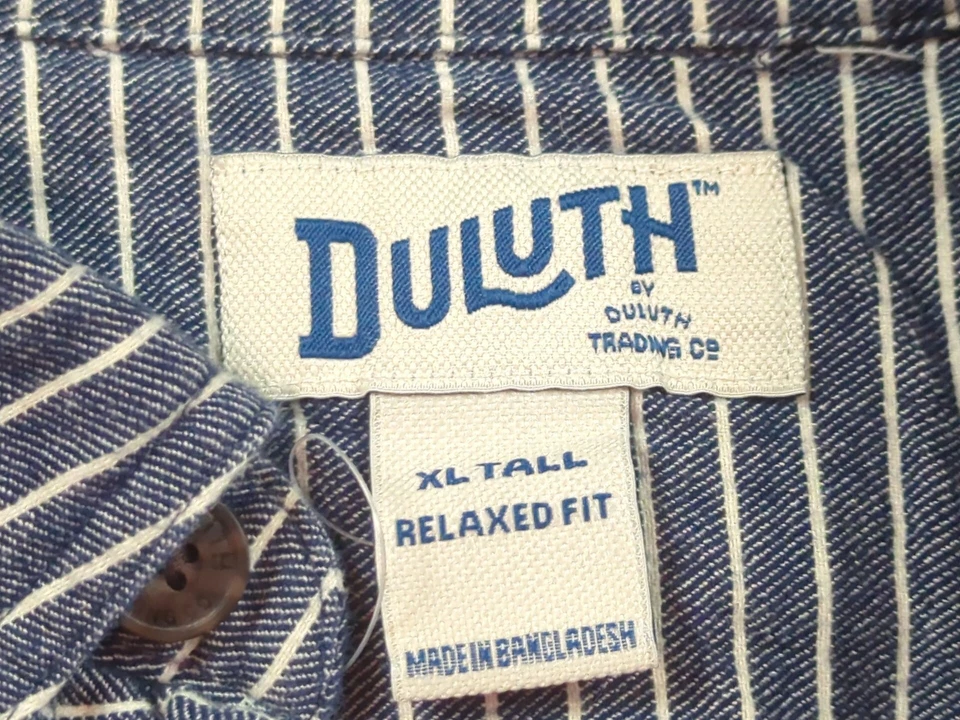 DULUTH™
BY
DULUTH
TRADING Co
XL TALL
RELAXED FIT
MADE IN BANGLADESH